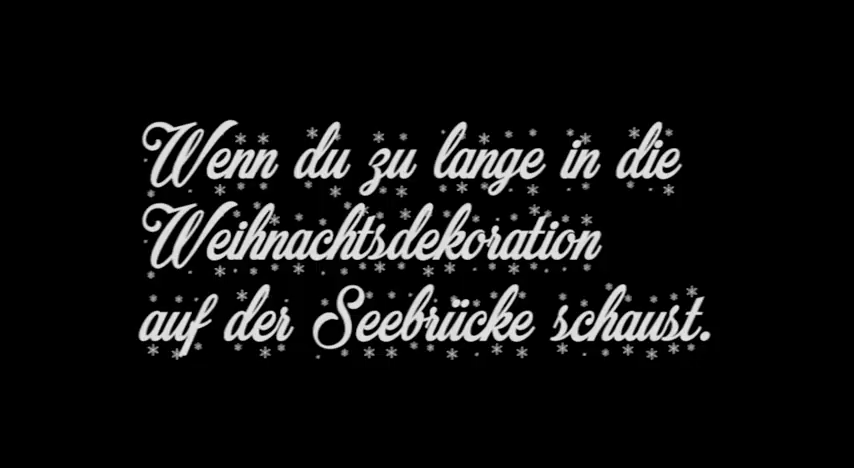 Wenn du zu lange in die
Weihnachtsdekoration
auf der Seebrücke schaust.